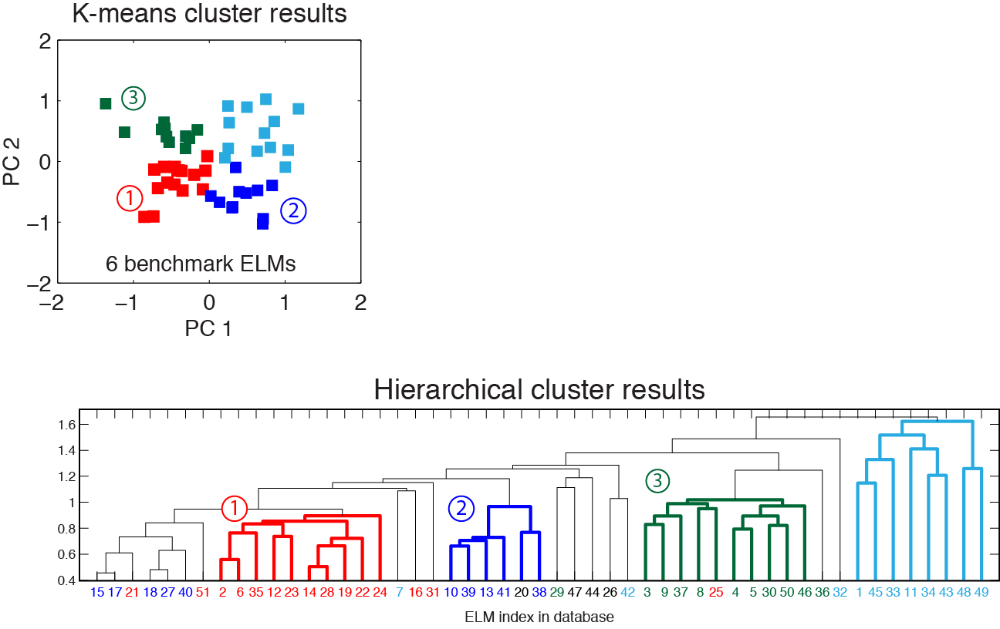 K-means cluster results
2
1
0
−1
−2
PC 2
3
1
2
6 benchmark ELMs
−2 −1 0 1 2
PC 1
Hierarchical cluster results
1.6
1.4
1.2
1
0.8
0.6
0.4
1
2
3
15 17 21 18 27 40 51 2 6 35 12 23 14 28 19 22 24 7 16 31 10 39 13 41 20 38 29 47 44 26 42 3 9 37 8 25 4 5 30 50 46 36 32 1 45 33 11 34 43 48 49
ELM index in database